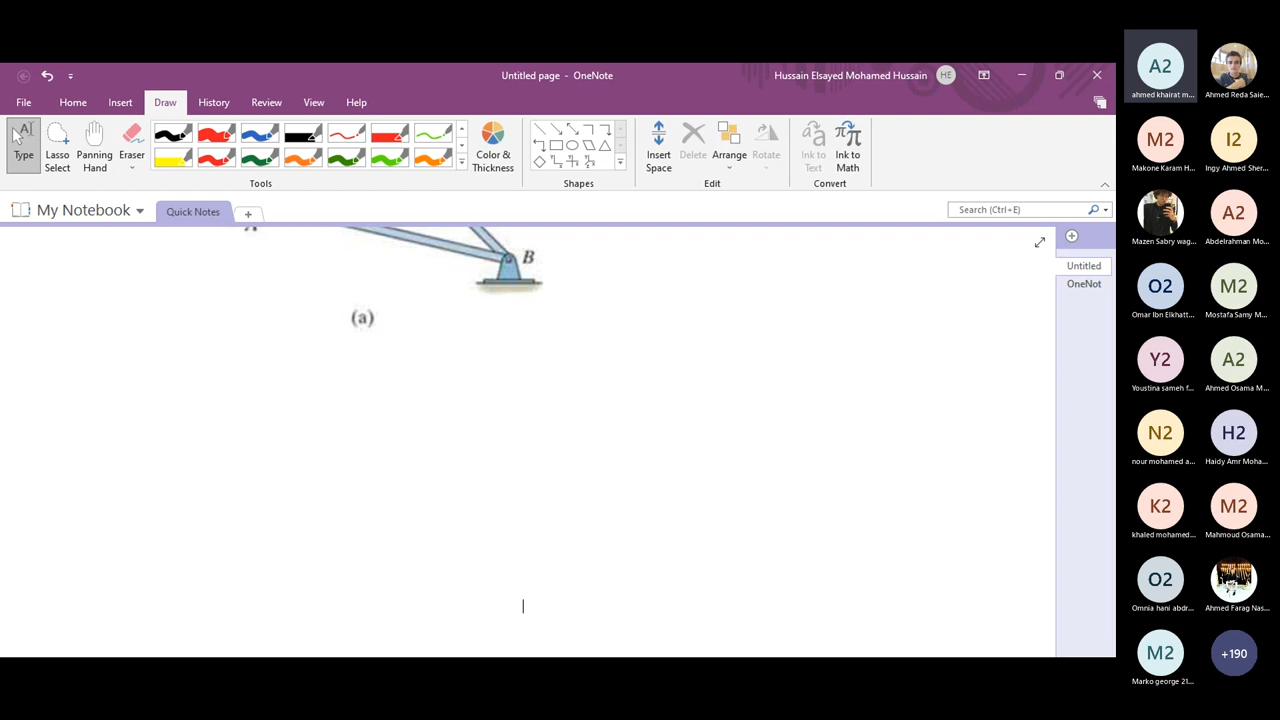 Untitled page - OneNote
Hussain Elsayed Mohamed Hussain
HE
File
Home
Insert
Draw
History
Review
View
Help
Type
Lasso Select
Panning Hand
Eraser
Color & Thickness
Insert Space
Delete
Arrange
Rotate
Ink to Text
Ink to Math
Tools
Shapes
Edit
Convert
My Notebook
Quick Notes
Search (Ctrl+E)
Untitled
OneNot
B
(a)
A2
ahmed khairat m...
Ahmed Reda Saie...
M2
Makone Karam H...
I2
Ingy Ahmed Sher...
Mazen Sabry wag...
A2
Abdelrahman Mo...
O2
Omar Ibn Elkhatt...
M2
Mostafa Samy M...
Y2
Youstina sameh f...
A2
Ahmed Osama M...
N2
nour mohamed a...
H2
Haidy Amr Moha...
K2
khaled mohamed...
M2
Mahmoud Osama...
O2
Omnia hani abdr...
Ahmed Farag Nas...
M2
Marko george 21...
+190